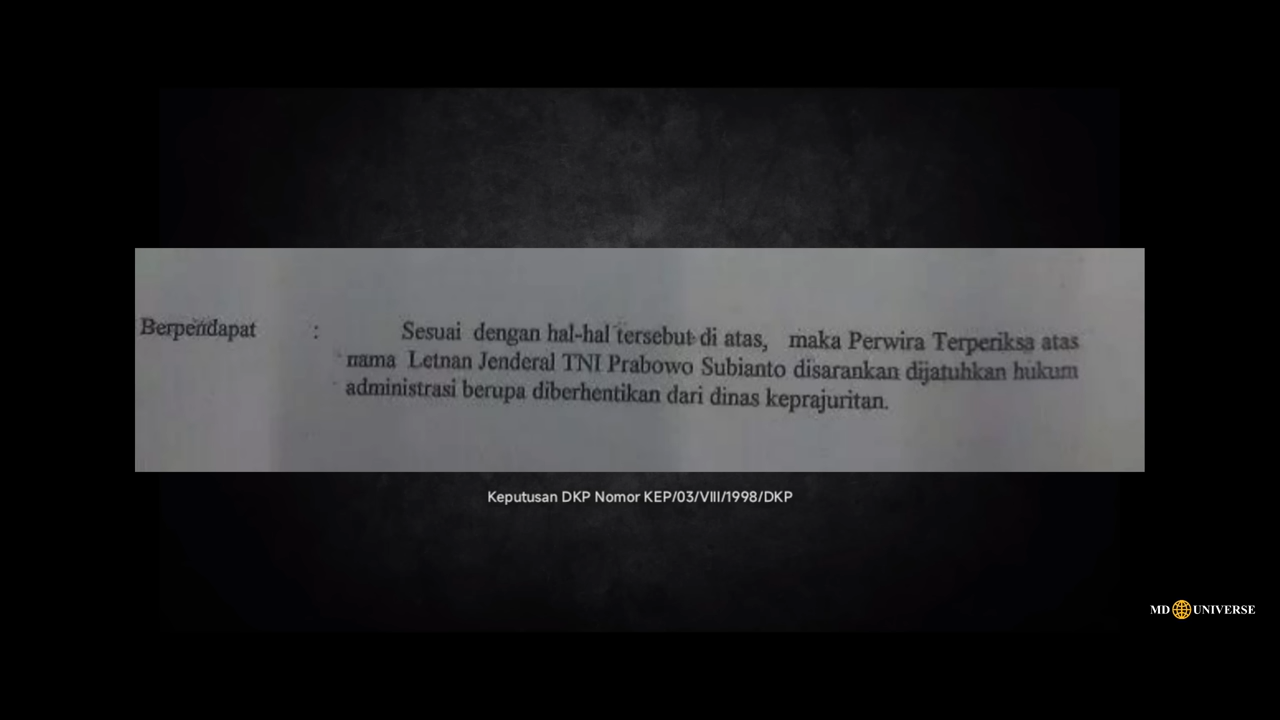 Berpendapat : Sesuai dengan hal-hal tersebut di atas, maka Perwira Terperiksa atas
nama Letnan Jenderal TNI Prabowo Subianto disarankan dijatuhkan hukum
administrasi berupa diberhentikan dari dinas keprajuritan.
Keputusan DKP Nomor KEP/03/VIII/1998/DKP
MD UNIVERSE